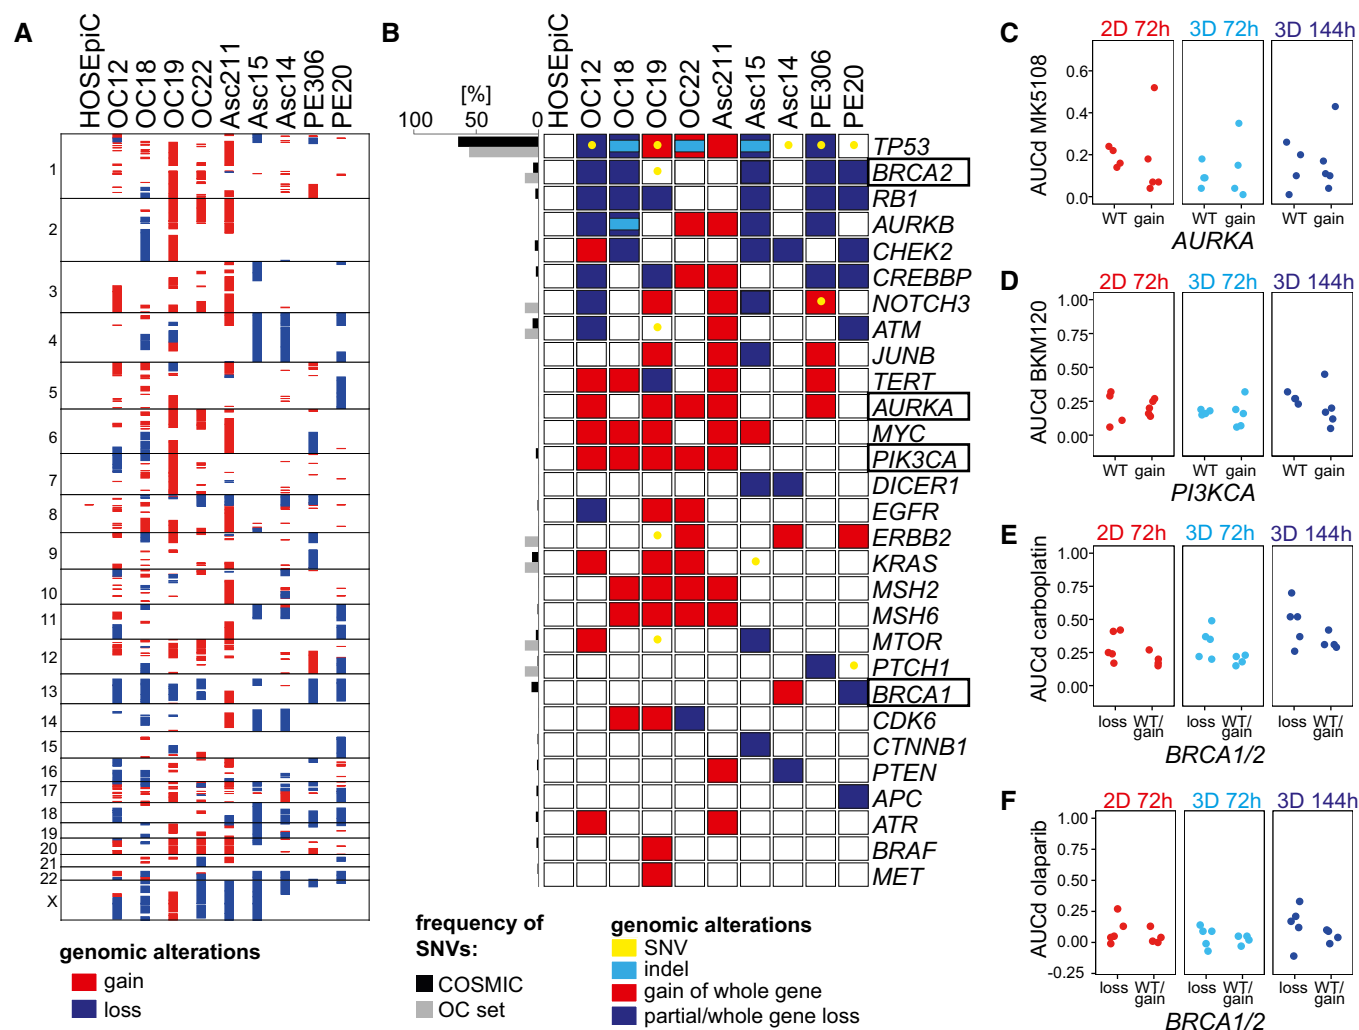 A
HOSEpiC OC12 OC18 OC19 OC22 Asc211 Asc15 Asc14 PE306 PE20
1
2
3
4
5
6
7
8
9
10
11
12
13
14
15
16
17
18
19
20
21
22
X
genomic alterations
gain
loss
B
HOSEpiC OC12 OC18 OC19 OC22 Asc211 Asc15 Asc14 PE306 PE20
[%]
100 50 0
TP53
BRCA2
RB1
AURKB
CHEK2
CREBBP
NOTCH3
ATM
JUNB
TERT
AURKA
MYC
PIK3CA
DICER1
EGFR
ERBB2
KRAS
MSH2
MSH6
MTOR
PTCH1
BRCA1
CDK6
CTNNB1
PTEN
APC
ATR
BRAF
MET
frequency of
SNVs:
COSMIC
OC set
genomic alterations
SNV
indel
gain of whole gene
partial/whole gene loss
C
2D 72h 3D 72h 3D 144h
AUCd MK5108
0.6
0.4
0.2
0.0
WT gain WT gain WT gain
AURKA
D
2D 72h 3D 72h 3D 144h
AUCd BKM120
1.00
0.75
0.50
0.25
0.00
WT gain WT gain WT gain
PI3KCA
E
2D 72h 3D 72h 3D 144h
AUCd carboplatin
1.00
0.75
0.50
0.25
0.00
loss WT/ loss WT/ loss WT/
gain gain gain
BRCA1/2
F
2D 72h 3D 72h 3D 144h
AUCd olaparib
1.00
0.75
0.50
0.25
0.00
-0.25
loss WT/ loss WT/ loss WT/
gain gain gain
BRCA1/2